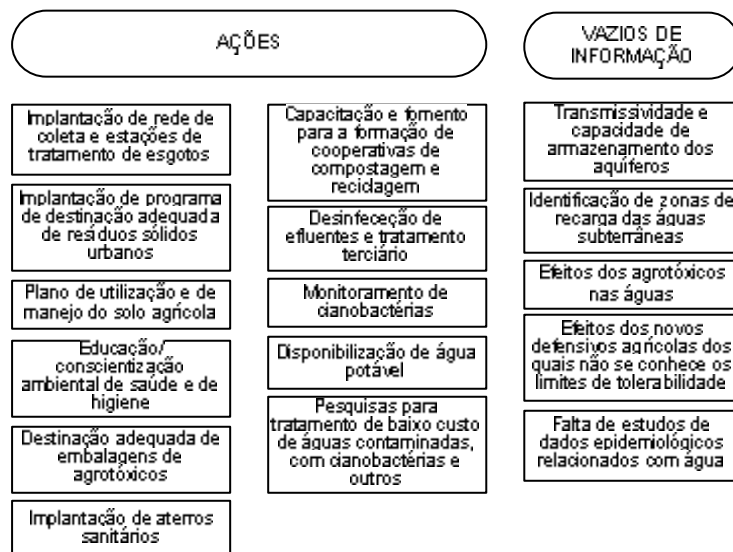 AÇÕES
Implantação de rede de
coleta e estações de
tratamento de esgotos
Implantação de programa
de destinação adequada
de resíduos sólidos
urbanos
Plano de utilização e de
manejo do solo agrícola
Educação/
conscientização
ambiental de saúde e de
higiene
Destinação adequada de
embalagens de
agrotóxicos
Implantação de aterros
sanitários
Capacitação e fomento
para a formação de
cooperativas de
compostagem e
reciclagem
Desinfeceção de
efluentes e tratamento
terciário
Monitoramento de
cianobactérias
Disponibilização de água
potável
Pesquisas para
tratamento de baixo custo
de águas contaminadas,
com cianobactérias e
outros
VAZIOS DE
INFORMAÇÃO
Transmissividade e
capacidade de
armazenamento dos
aquíferos
Identificação de zonas de
recarga das águas
subterrâneas
Efeitos dos agrotóxicos
nas águas
Efeitos dos novos
defensivos agrícolas dos
quais não se conhece os
limites de tolerabilidade
Falta de estudos de
dados epidemiológicos
relacionados com água